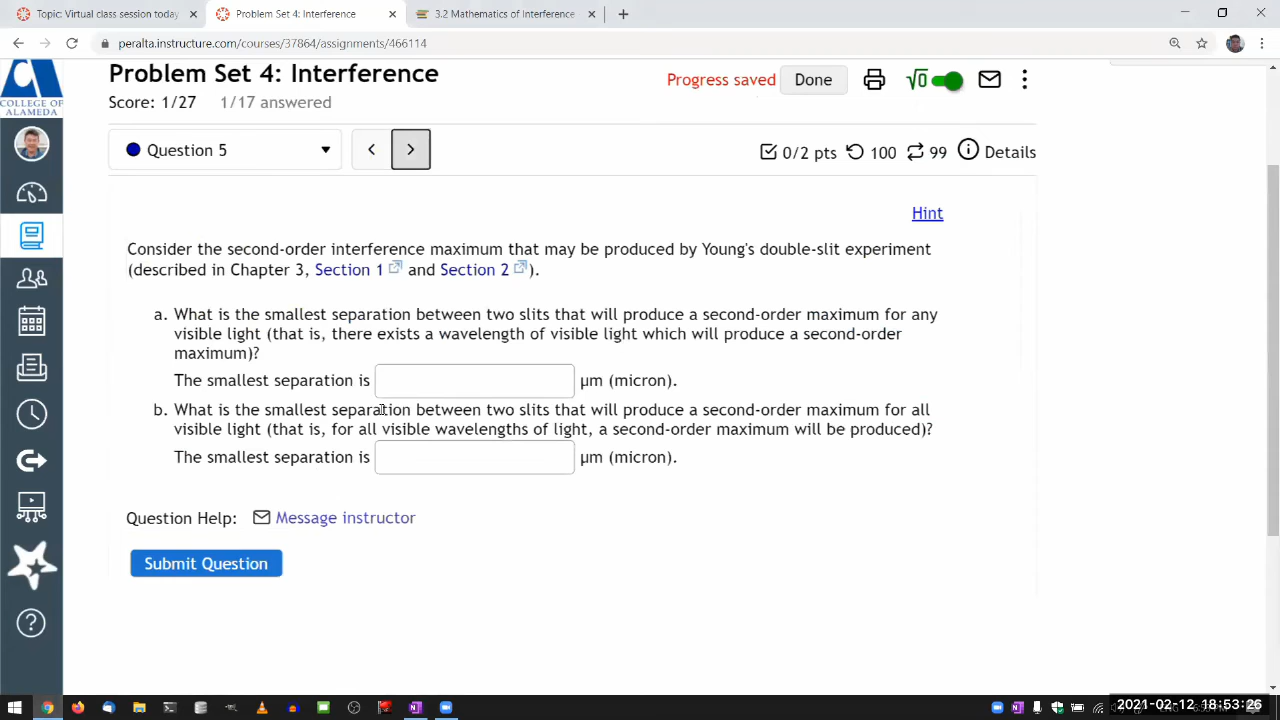 Topic: Virtual class session today
Problem Set 4: Interference
3.2 Mathematics of Interference
peralta.instructure.com/courses/37864/assignments/466114
COLLEGE OF
ALAMEDA
Problem Set 4: Interference
Progress saved
Done
√0
Score: 1/27 1/17 answered
Question 5
0/2 pts 100 99 Details
Hint
Consider the second-order interference maximum that may be produced by Young's double-slit experiment
(described in Chapter 3, Section 1 and Section 2).
a. What is the smallest separation between two slits that will produce a second-order maximum for any
visible light (that is, there exists a wavelength of visible light which will produce a second-order
maximum)?
The smallest separation is μm (micron).
b. What is the smallest separation between two slits that will produce a second-order maximum for all
visible light (that is, for all visible wavelengths of light, a second-order maximum will be produced)?
The smallest separation is μm (micron).
Question Help: Message instructor
Submit Question
2021-02-12 18:53:26